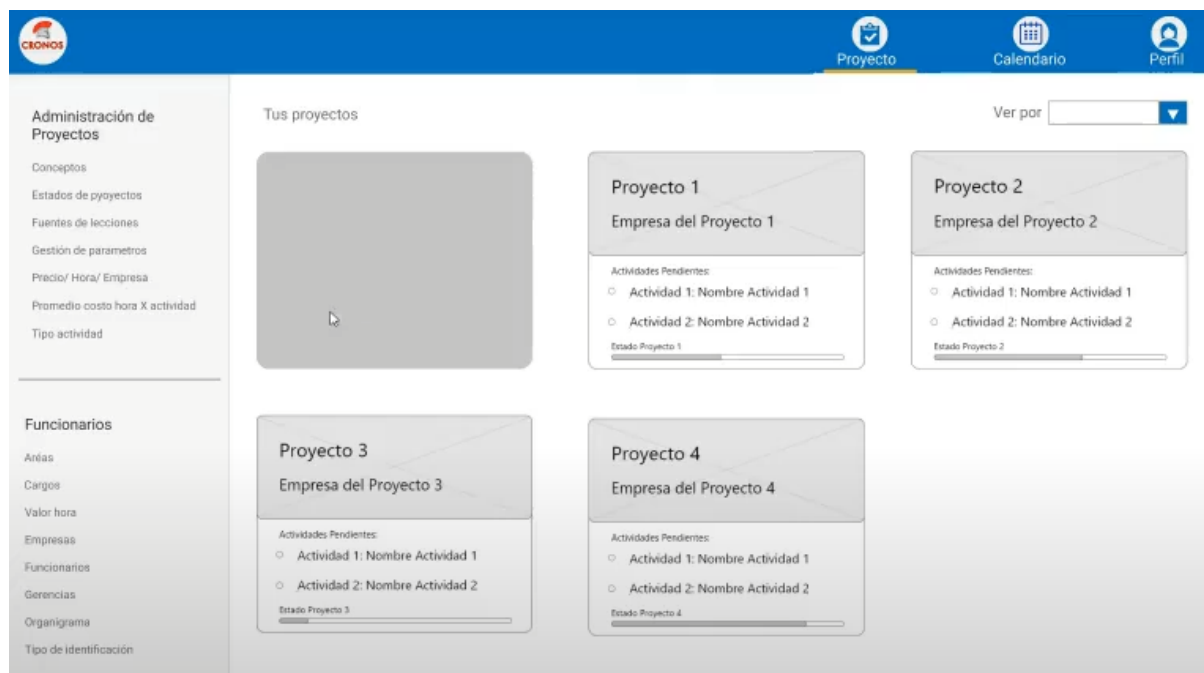 CRONOS
Proyecto
Calendario
Perfil
Administración de
Proyectos
Conceptos
Estados de pyoyectos
Fuentes de lecciones
Gestión de parametros
Precio/ Hora/ Empresa
Promedio costo hora X actividad
Tipo actividad
Funcionarios
Aréas
Cargos
Valor hora
Empresas
Funcionarios
Gerencias
Organigrama
Tipo de identificación
Tus proyectos
Ver por
Proyecto 1
Empresa del Proyecto 1
Actividades Pendientes:
Actividad 1: Nombre Actividad 1
Actividad 2: Nombre Actividad 2
Estado Proyecto 1
Proyecto 2
Empresa del Proyecto 2
Actividades Pendientes:
Actividad 1: Nombre Actividad 1
Actividad 2: Nombre Actividad 2
Estado Proyecto 2
Proyecto 3
Empresa del Proyecto 3
Actividades Pendientes:
Actividad 1: Nombre Actividad 1
Actividad 2: Nombre Actividad 2
Estado Proyecto 3
Proyecto 4
Empresa del Proyecto 4
Actividades Pendientes:
Actividad 1: Nombre Actividad 1
Actividad 2: Nombre Actividad 2
Estado Proyecto 4